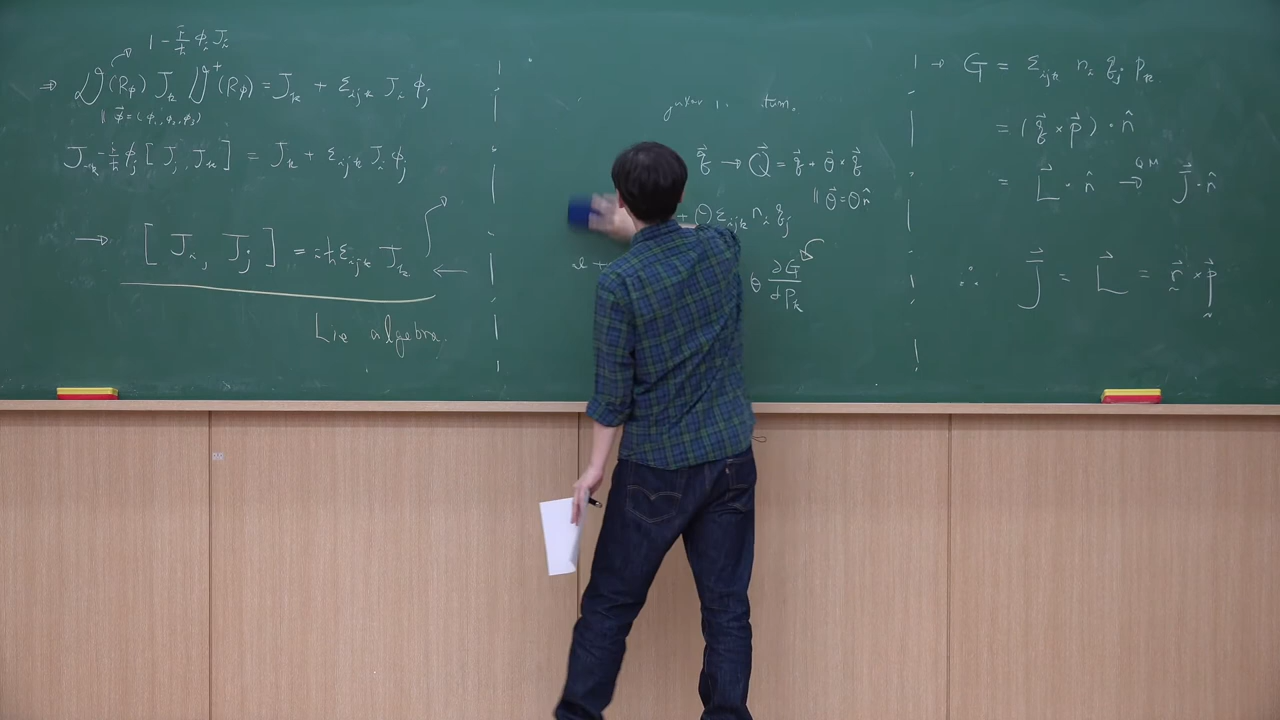 1 - i/ħ ϕ_i J_i
⇒ 𝒟(R_ϕ) J_k 𝒟^†(R_ϕ) = J_k + ε_ijk J_i ϕ_j
|| ϕ⃗ = (ϕ_1, ϕ_2, ϕ_3)
J_k - i/ħ ϕ_j [J_j, J_k] = J_k + ε_ijk J_i ϕ_j
→ [J_i, J_j] = iħ ε_ijk J_k ←
Lie algebra.
q⃗ → Q⃗ = q⃗ + θ⃗ × q⃗
|| θ⃗ = θ n̂
+ θ ε_ijk n_i q_j
θ ∂G/∂p_k
→ G = ε_ijk n_i q_j p_k
= (q⃗ × p⃗) · n̂
= L⃗ · n̂ →^QM J⃗ · n̂
∴ J⃗ = L⃗ = r⃗ × p⃗